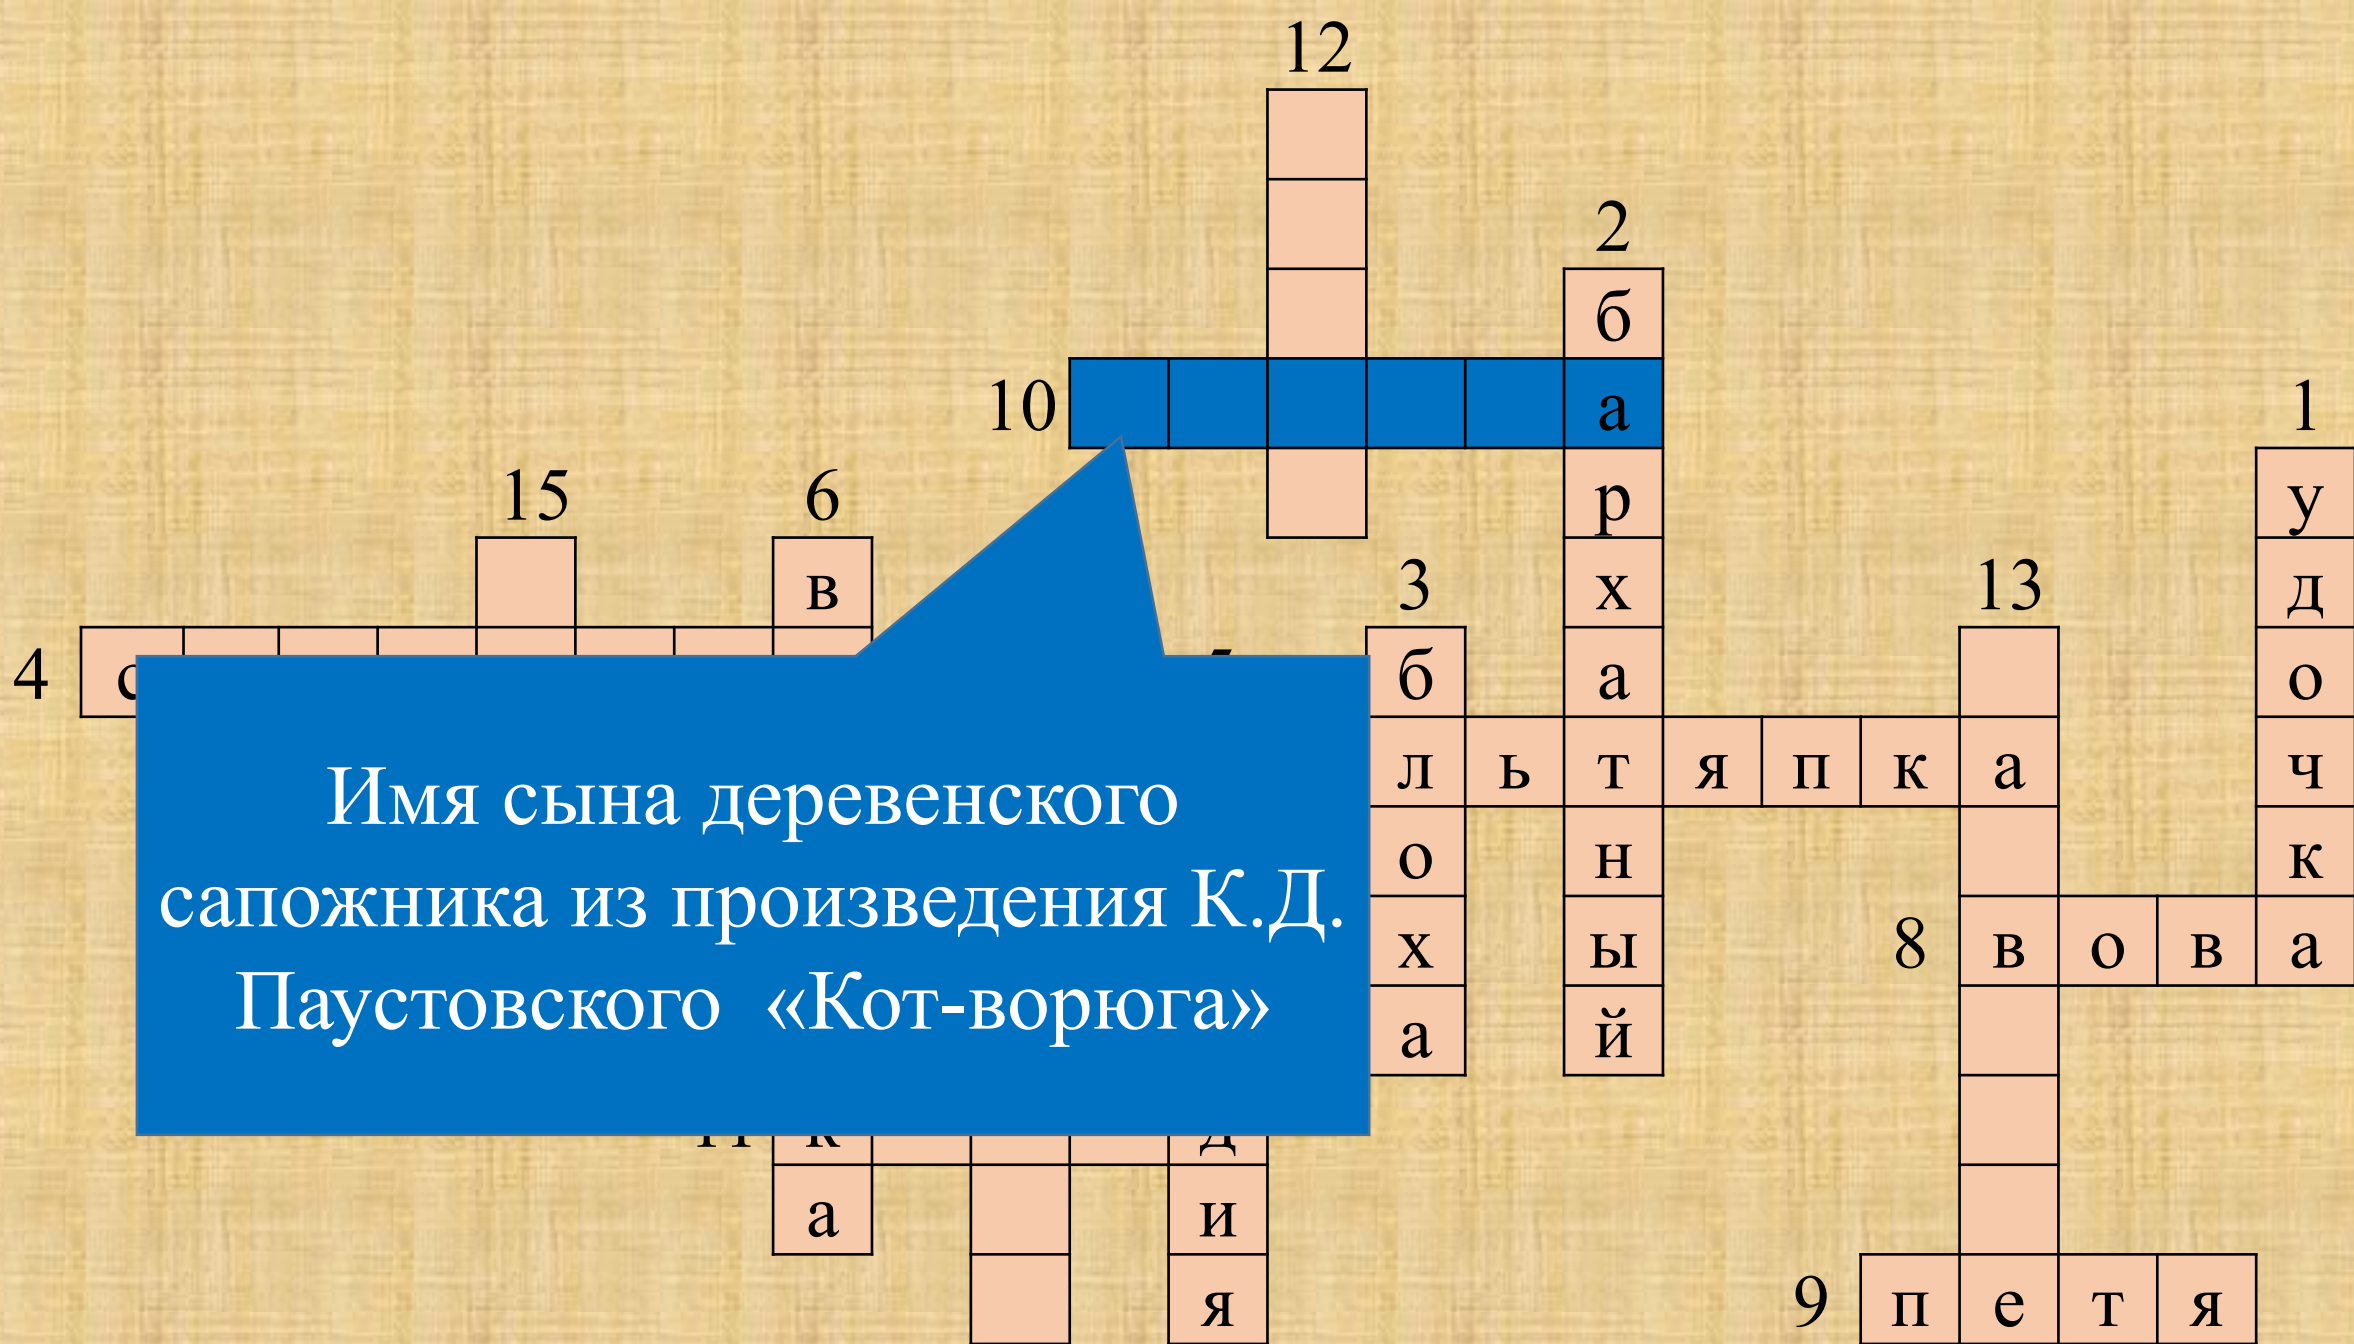 12
2
б
10 а 1
15 6 р у
в 3 х 13 д
4 с б а о
л ь т я п к а ч
о н к
х ы 8 в о в а
а й
Имя сына деревенского
сапожника из произведения К.Д.
Паустовского «Кот-ворюга»
к д
а и
я 9 п е т я